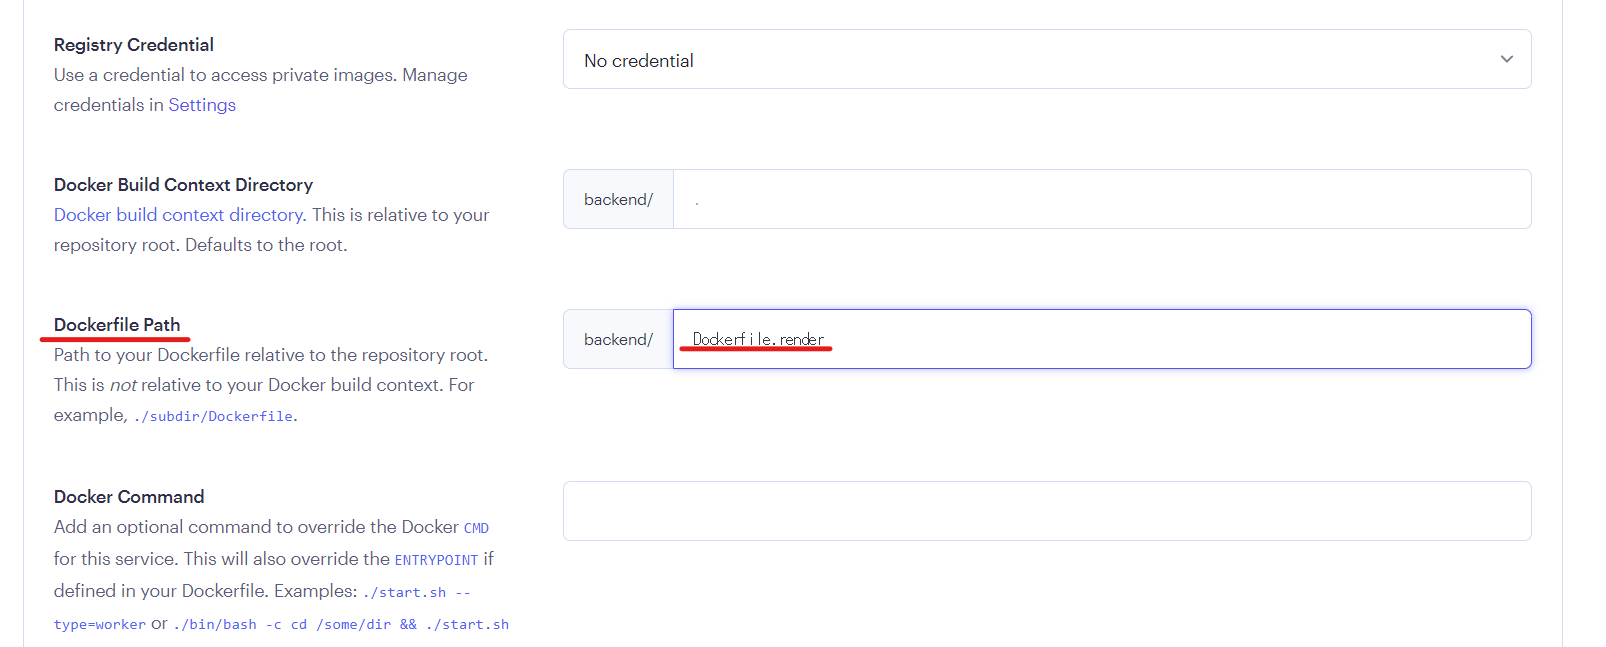 Registry Credential
Use a credential to access private images. Manage
credentials in Settings
No credential
Docker Build Context Directory
Docker build context directory. This is relative to your
repository root. Defaults to the root.
backend/ .
Dockerfile Path
Path to your Dockerfile relative to the repository root.
This is not relative to your Docker build context. For
example, ./subdir/Dockerfile.
backend/ Dockerfile.render
Docker Command
Add an optional command to override the Docker CMD
for this service. This will also override the ENTRYPOINT if
defined in your Dockerfile. Examples: ./start.sh --
type=worker or ./bin/bash -c cd /some/dir && ./start.sh